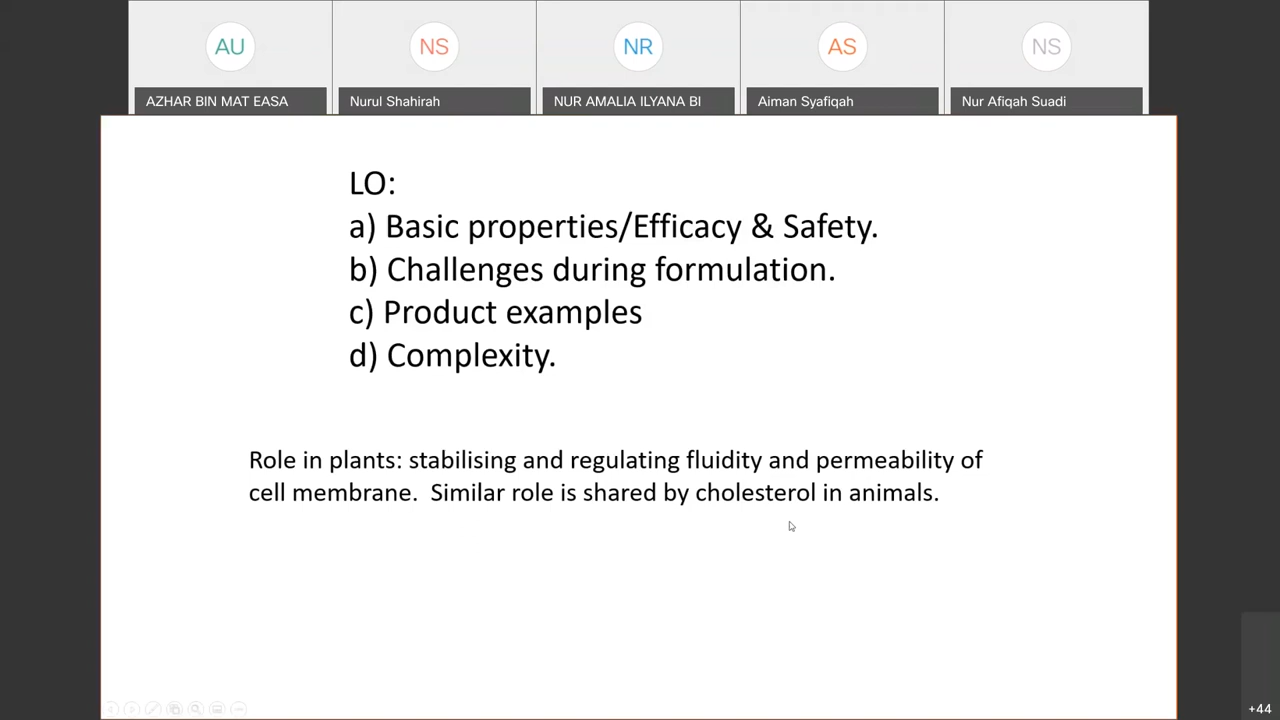 AU
NS
NR
AS
NS
AZHAR BIN MAT EASA
Nurul Shahirah
NUR AMALIA ILYANA BI
Aiman Syafiqah
Nur Afiqah Suadi
LO:
a) Basic properties/Efficacy & Safety.
b) Challenges during formulation.
c) Product examples
d) Complexity.
Role in plants: stabilising and regulating fluidity and permeability of
cell membrane.  Similar role is shared by cholesterol in animals.
+44